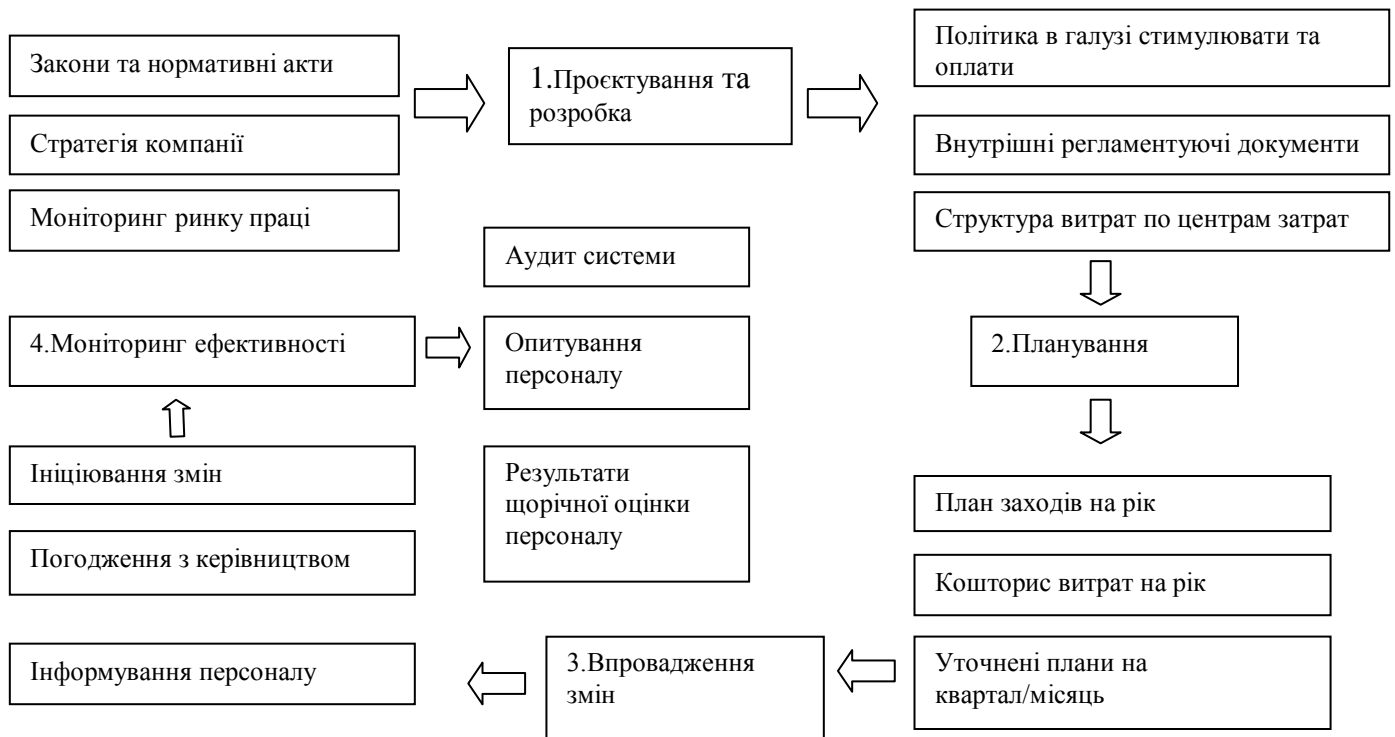 Закони та нормативні акти
Стратегія компанії
Моніторинг ринку праці
1.Проєктування та
розробка
Політика в галузі стимулювати та
оплати
Внутрішні регламентуючі документи
Структура витрат по центрам затрат
2.Планування
План заходів на рік
Кошторис витрат на рік
Уточнені плани на
квартал/місяць
3.Впровадження
змін
Інформування персоналу
Погодження з керівництвом
Ініціювання змін
4.Моніторинг ефективності
Аудит системи
Опитування
персоналу
Результати
щорічної оцінки
персоналу